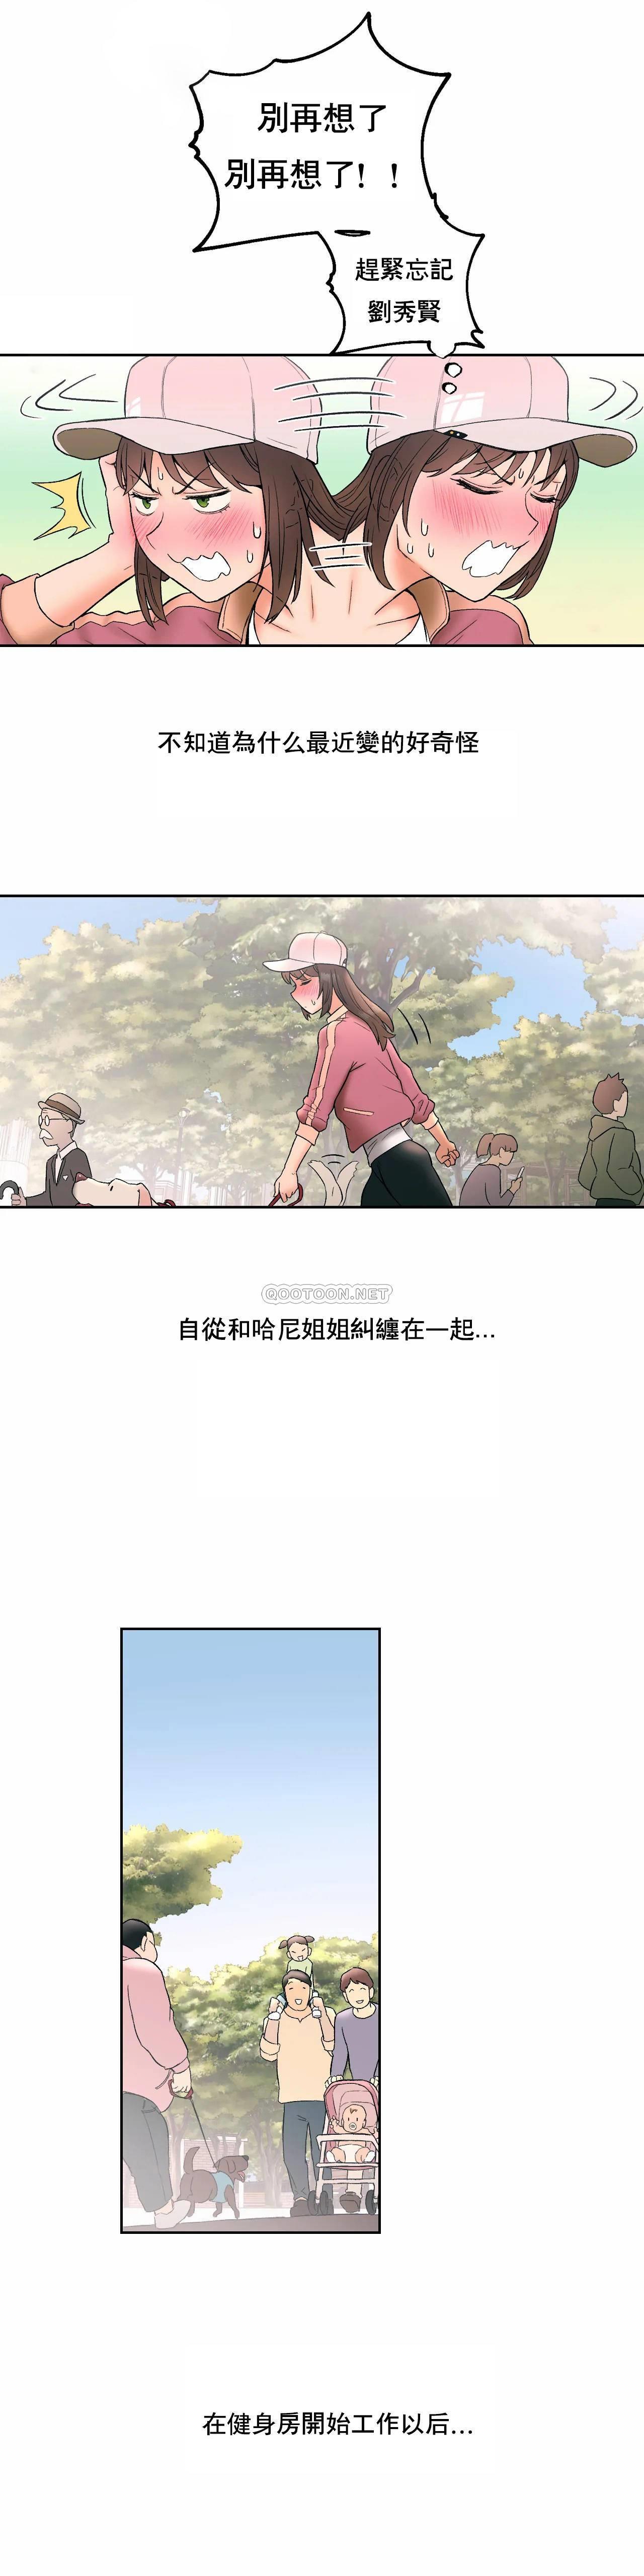 別再想了
別再想了！！
趕緊忘記
劉秀賢
不知道為什么最近變的好奇怪
QOOTOON.NET
自從和哈尼姐姐糾纏在一起...
在健身房開始工作以后...